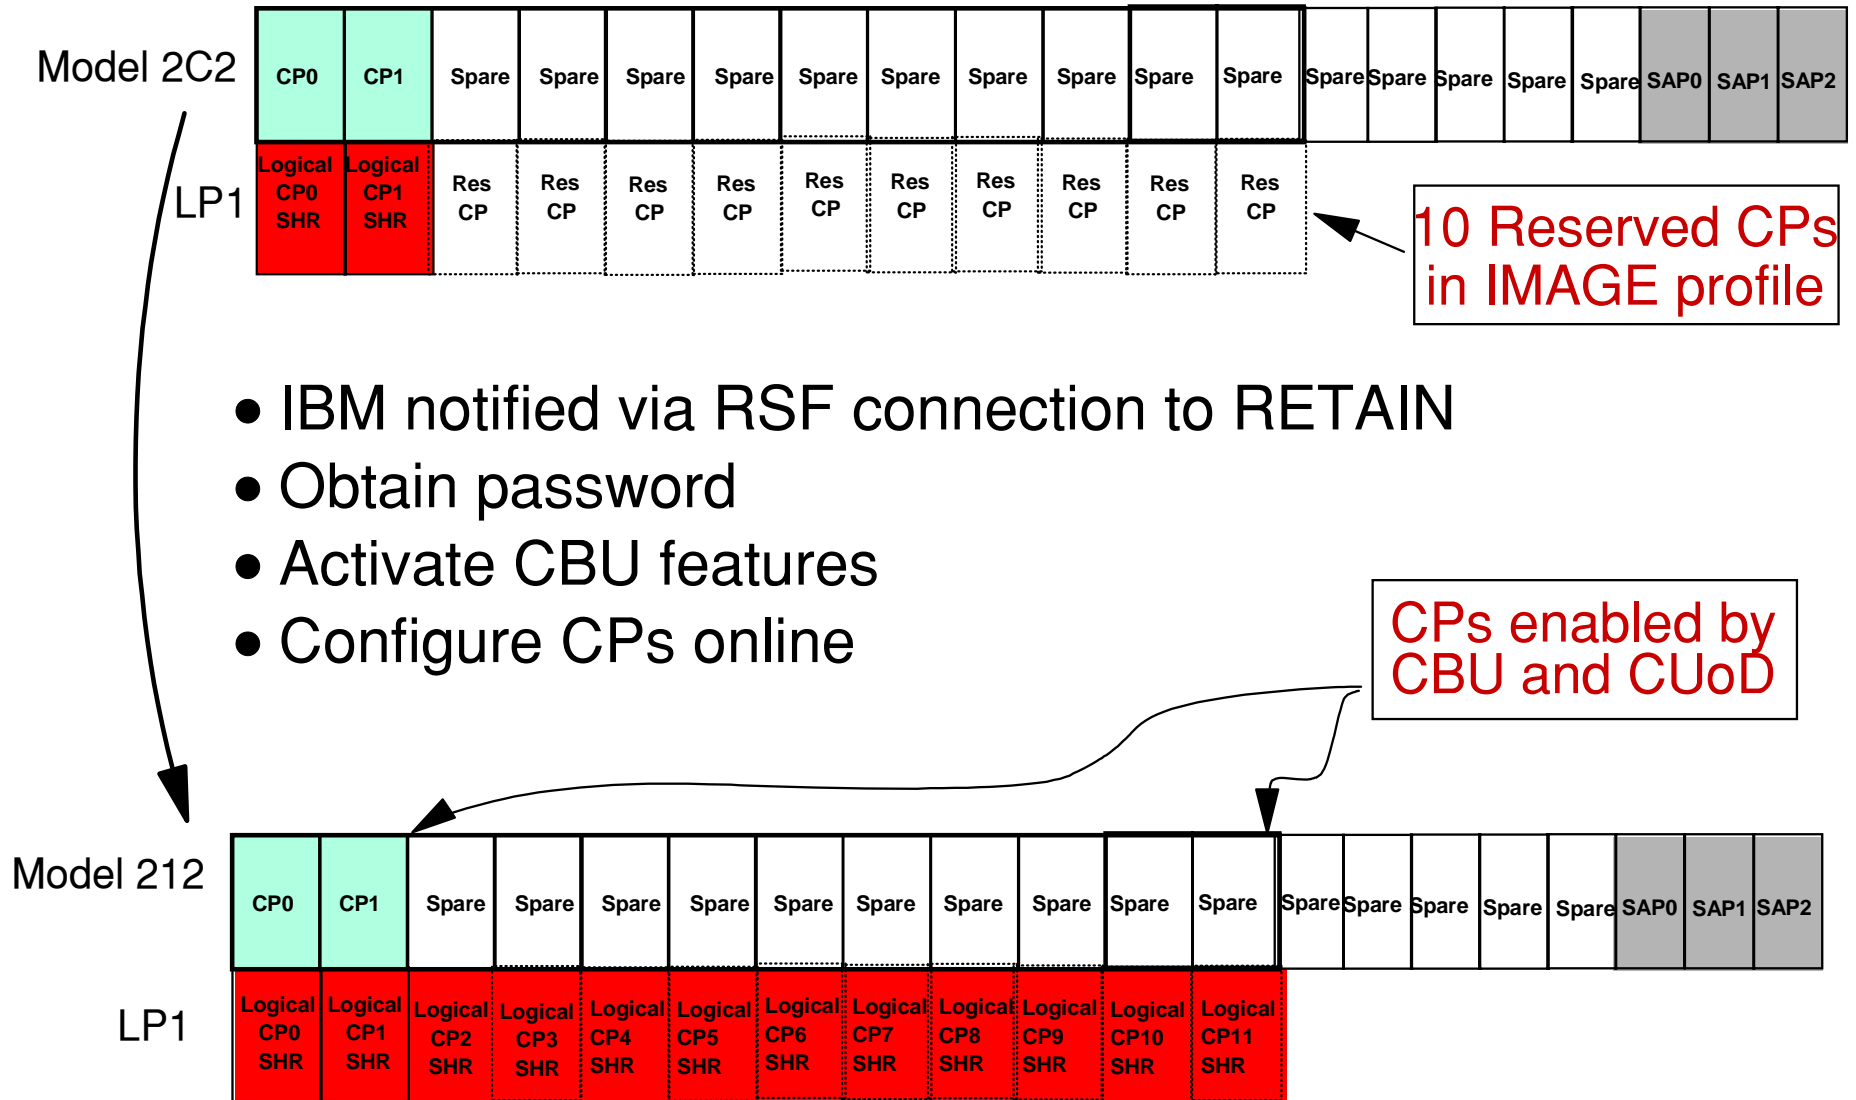 Model 2C2
CP0 CP1 Spare Spare Spare Spare Spare Spare Spare Spare Spare Spare Spare Spare Spare Spare Spare SAP0 SAP1 SAP2
LP1
Logical CP0 SHR
Logical CP1 SHR
Res CP
Res CP
Res CP
Res CP
Res CP
Res CP
Res CP
Res CP
Res CP
Res CP
10 Reserved CPs
in IMAGE profile
● IBM notified via RSF connection to RETAIN
● Obtain password
● Activate CBU features
● Configure CPs online
CPs enabled by
CBU and CUoD
Model 212
CP0 CP1 Spare Spare Spare Spare Spare Spare Spare Spare Spare Spare Spare Spare Spare Spare Spare SAP0 SAP1 SAP2
LP1
Logical CP0 SHR
Logical CP1 SHR
Logical CP2 SHR
Logical CP3 SHR
Logical CP4 SHR
Logical CP5 SHR
Logical CP6 SHR
Logical CP7 SHR
Logical CP8 SHR
Logical CP9 SHR
Logical CP10 SHR
Logical CP11 SHR